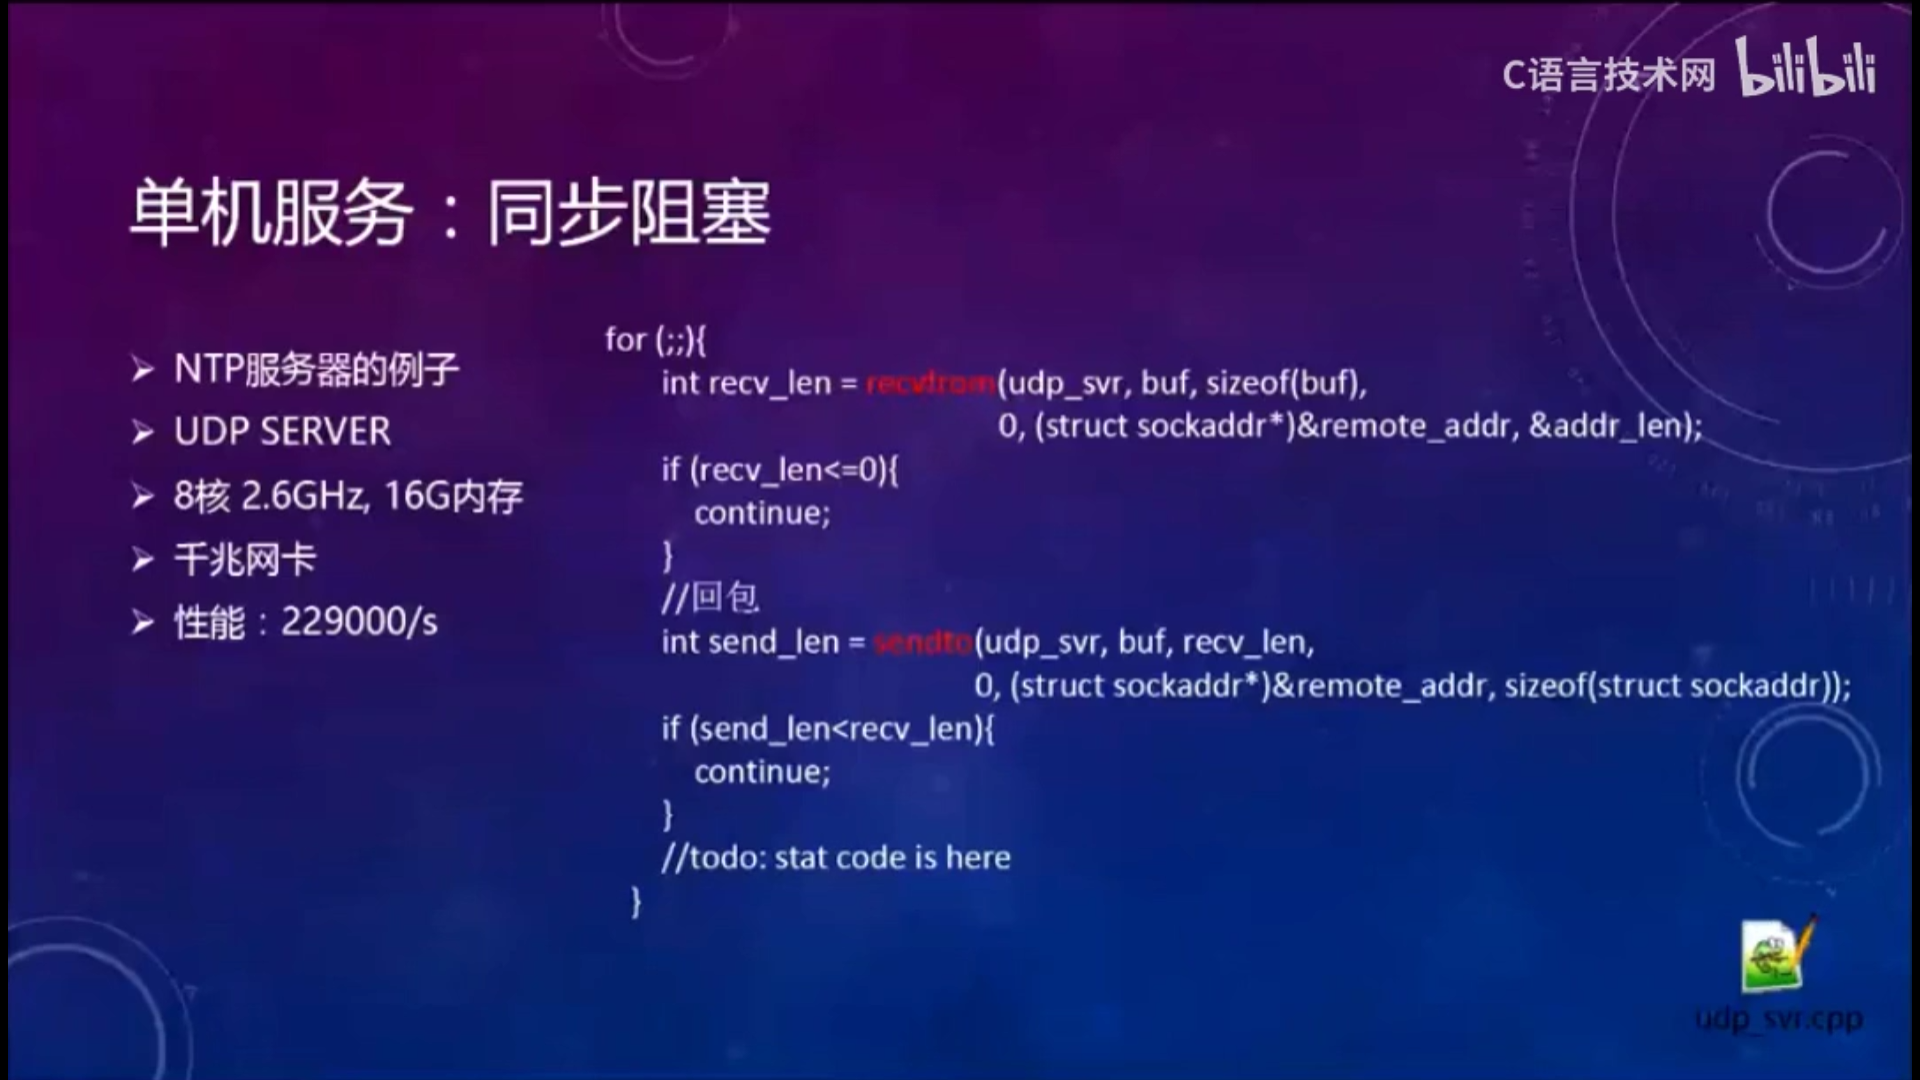 C语言技术网 bilibili
单机服务：同步阻塞
NTP服务器的例子
UDP SERVER
8核 2.6GHz, 16G内存
千兆网卡
性能：229000/s
for (;;){
int recv_len = recvfrom(udp_svr, buf, sizeof(buf),
0, (struct sockaddr*)&remote_addr, &addr_len);
if (recv_len<=0){
continue;
}
//回包
int send_len = sendto(udp_svr, buf, recv_len,
0, (struct sockaddr*)&remote_addr, sizeof(struct sockaddr));
if (send_len<recv_len){
continue;
}
//todo: stat code is here
}
udp_svr.cpp